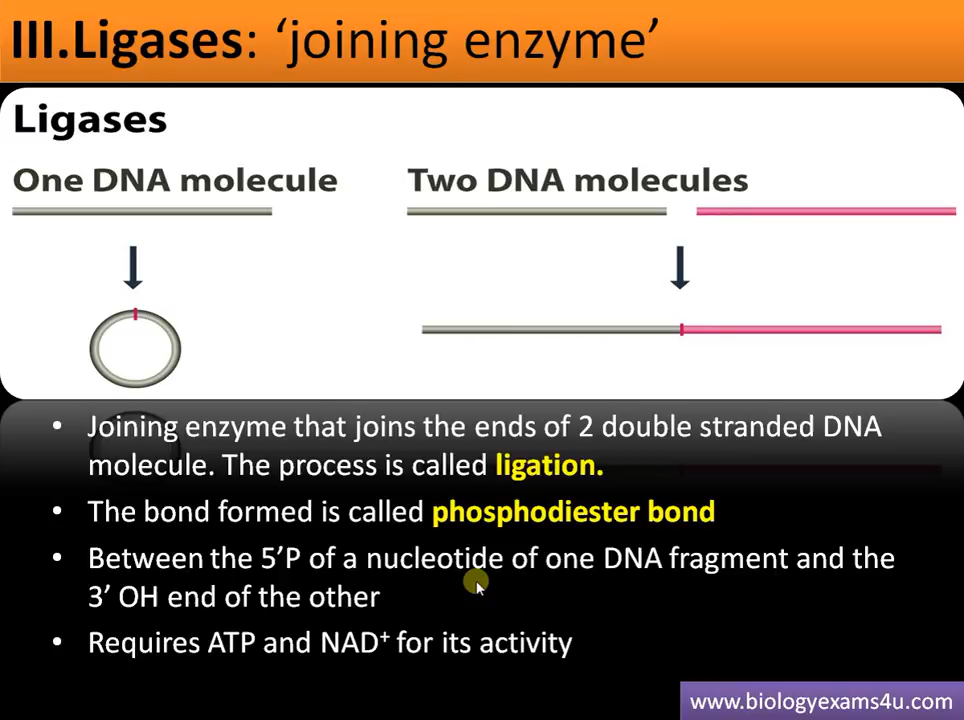 III.Ligases: ‘joining enzyme’
Ligases
One DNA molecule
Two DNA molecules
• Joining enzyme that joins the ends of 2 double stranded DNA
molecule. The process is called ligation.
• The bond formed is called phosphodiester bond
• Between the 5’P of a nucleotide of one DNA fragment and the
3’ OH end of the other
• Requires ATP and NAD⁺ for its activity
www.biologyexams4u.com